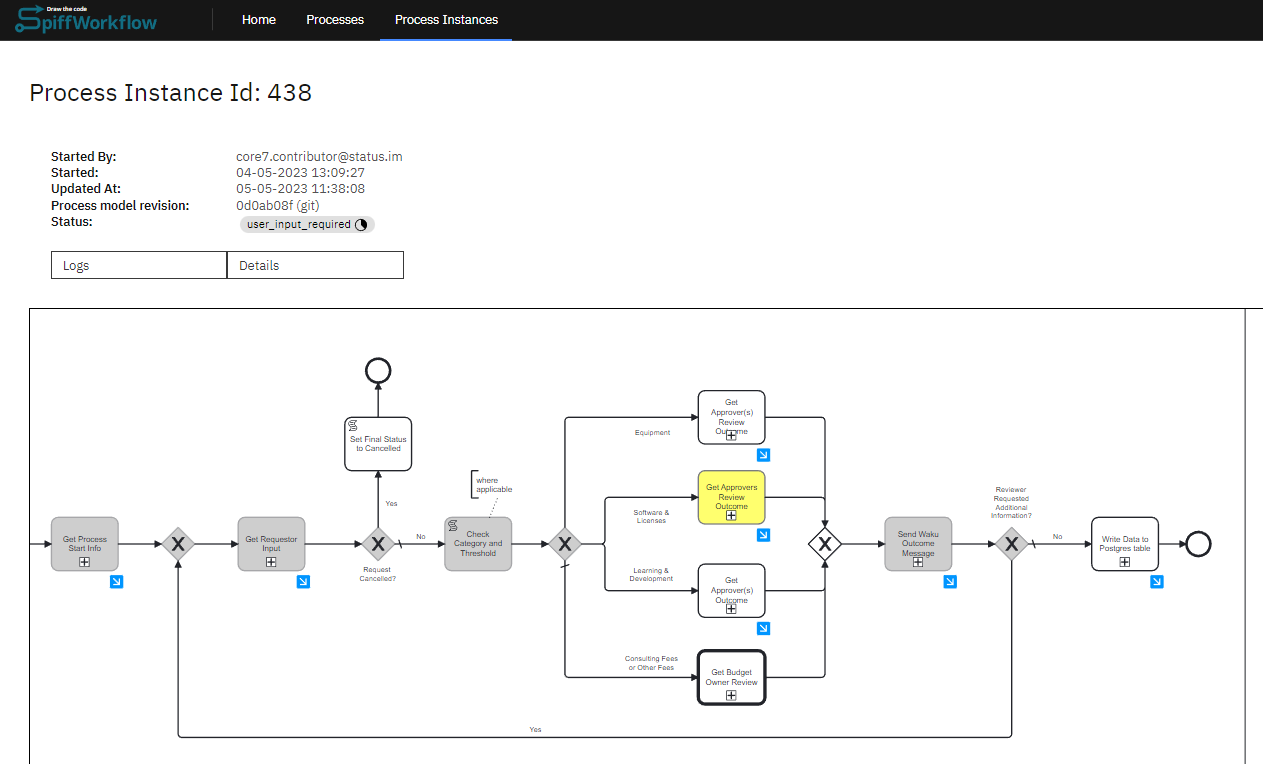 Draw the code
SpiffWorkflow
Home
Processes
Process Instances
Process Instance Id: 438
Started By:
core7.contributor@status.im
Started:
04-05-2023 13:09:27
Updated At:
05-05-2023 11:38:08
Process model revision:
0d0ab08f (git)
Status:
user_input_required
Logs
Details
Get Process
Start Info
X
Get Requestor
Input
Set Final Status
to Cancelled
Yes
X
Request
Cancelled?
No
where
applicable
Check
Category and
Threshold
X
Equipment
Get
Approver(s)
Review
Outcome
Software &
Licenses
Get Approvers
Review
Outcome
Learning &
Development
Get
Approver(s)
Outcome
Consulting Fees
or Other Fees
Get Budget
Owner Review
X
Send Waku
Outcome
Message
Reviewer
Requested
Additional
Information?
X
No
Write Data to
Postgres table
Yes